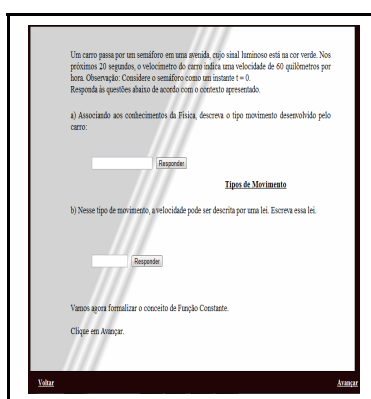 Um carro passa por um semáforo em uma avenida, cujo sinal luminoso está na cor verde. Nos
próximos 20 segundos, o velocímetro do carro indica uma velocidade de 60 quilômetros por
hora. Observação: Considere o semáforo como um instante t = 0.
Responda às questões abaixo de acordo com o contexto apresentado.
a) Associando aos conhecimentos da Física, descreva o tipo movimento desenvolvido pelo
carro:
Responder
Tipos de Movimento
b) Nesse tipo de movimento, a velocidade pode ser descrita por uma lei. Escreva essa lei.
Responder
Vamos agora formalizar o conceito de Função Constante.
Clique em Avançar.
Voltar
Avançar